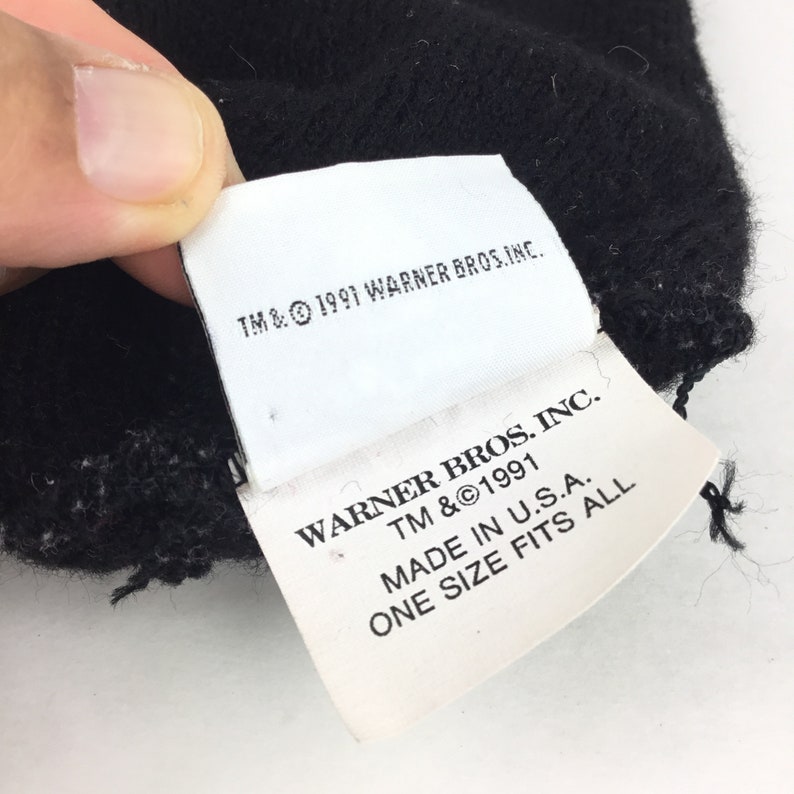 TM & © 1991 WARNER BROS. INC.
WARNER BROS. INC.
TM &©1991
MADE IN U.S.A.
ONE SIZE FITS ALL